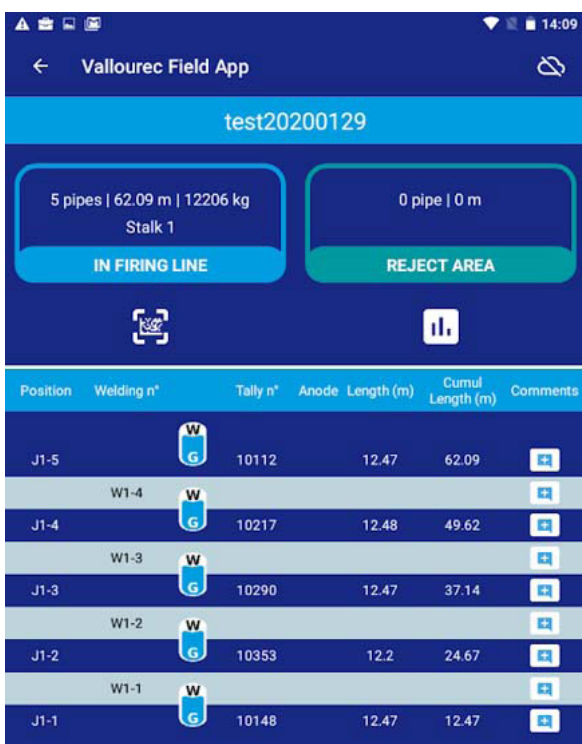 14:09
Vallourec Field App
test20200129
5 pipes | 62.09 m | 12206 kg
Stalk 1
IN FIRING LINE
0 pipe | 0 m
REJECT AREA
Position Welding n° Tally n° Anode Length (m) Cumul Length (m) Comments
J1-5 W G 10112 12.47 62.09
W1-4
J1-4 W G 10217 12.48 49.62
W1-3
J1-3 W G 10290 12.47 37.14
W1-2
J1-2 W G 10353 12.2 24.67
W1-1
J1-1 W G 10148 12.47 12.47